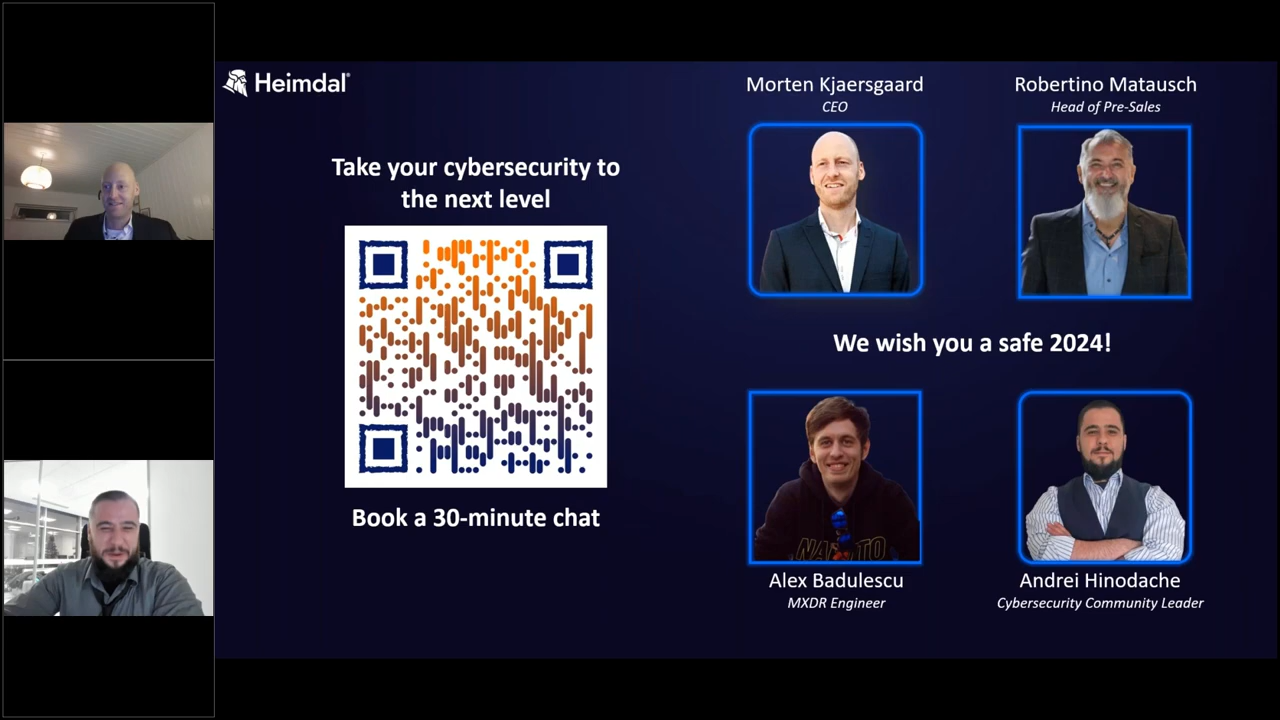 Heimdal®
Take your cybersecurity to
the next level
Book a 30-minute chat
Morten Kjaersgaard
CEO
Robertino Matausch
Head of Pre-Sales
We wish you a safe 2024!
NARUTO
Alex Badulescu
MXDR Engineer
Andrei Hinodache
Cybersecurity Community Leader